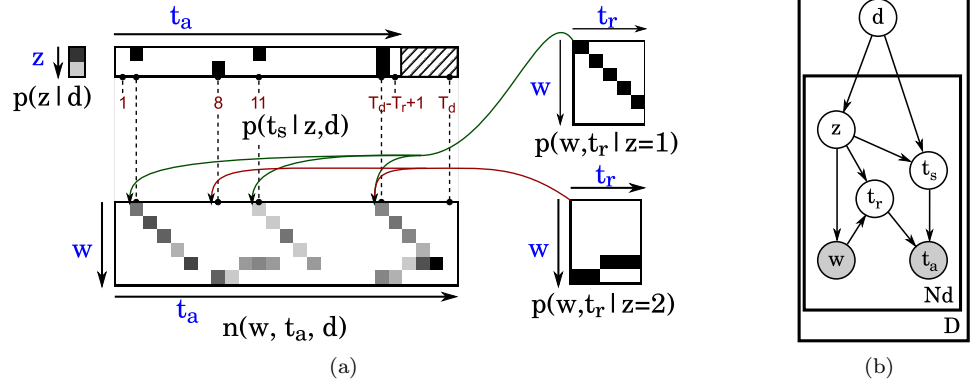 t_a
z
p(z|d)
1 8 11 T_d-T_r+1 T_d
p(t_s|z,d)
w
t_a
n(w, t_a, d)
t_r
w
p(w,t_r|z=1)
t_r
w
p(w,t_r|z=2)
(a)
d
z
t_s
t_r
w
t_a
Nd
D
(b)